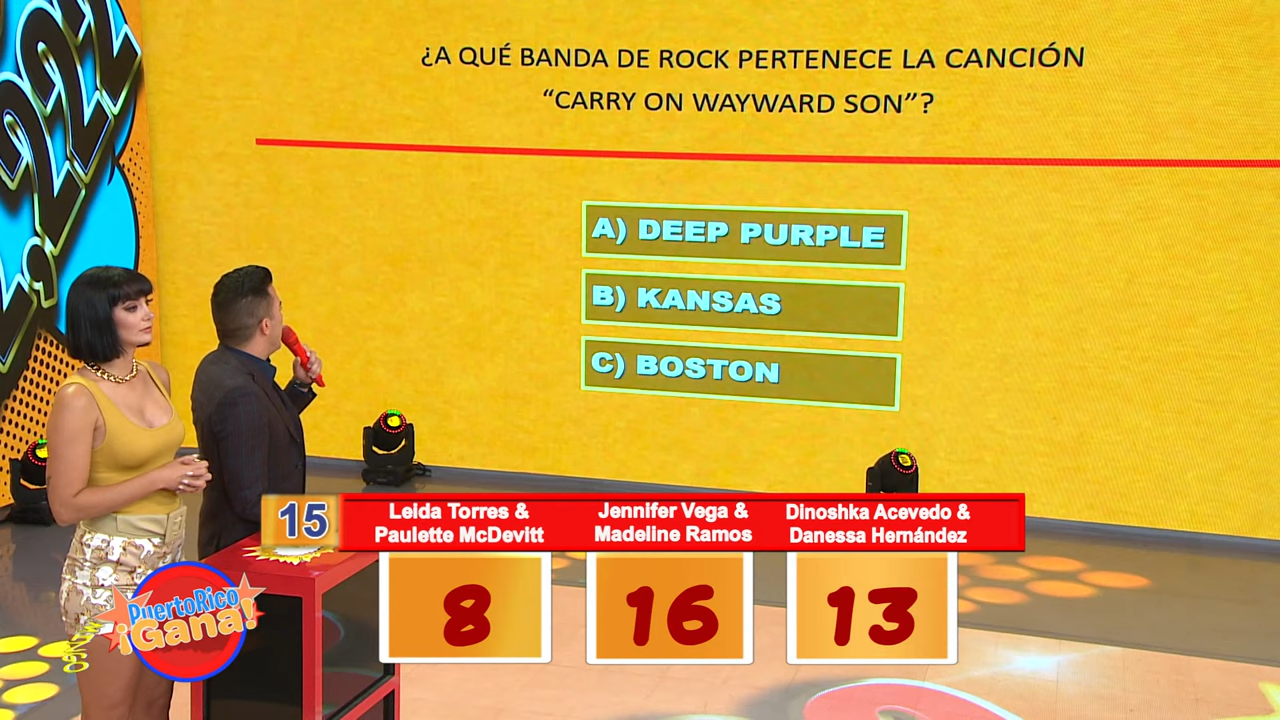 ¿A QUÉ BANDA DE ROCK PERTENECE LA CANCIÓN
“CARRY ON WAYWARD SON”?
A) DEEP PURPLE
B) KANSAS
C) BOSTON
15
Leida Torres &
Paulette McDevitt
Jennifer Vega &
Madeline Ramos
Dinoshka Acevedo &
Danessa Hernández
8
16
13
PuertoRico
¡Gana!